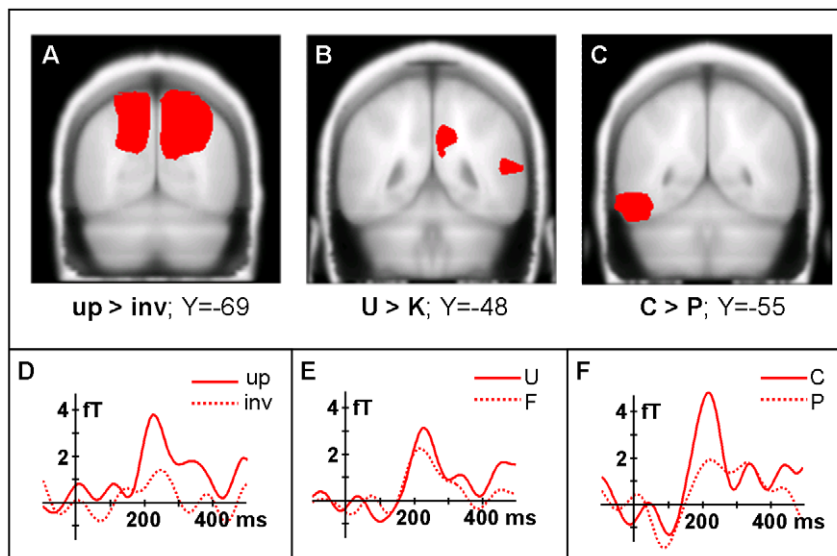 A
B
C
up > inv; Y=-69
U > K; Y=-48
C > P; Y=-55
D
up
inv
4
fT
2
200
400 ms
E
U
F
4
fT
2
200
400 ms
F
C
P
4
fT
2
200
400 ms